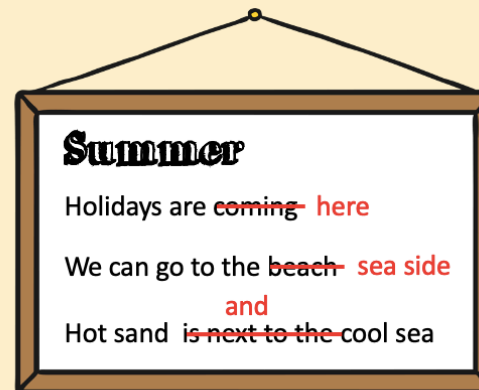 Summer
Holidays are coming here
We can go to the beach sea side
and
Hot sand is next to the cool sea